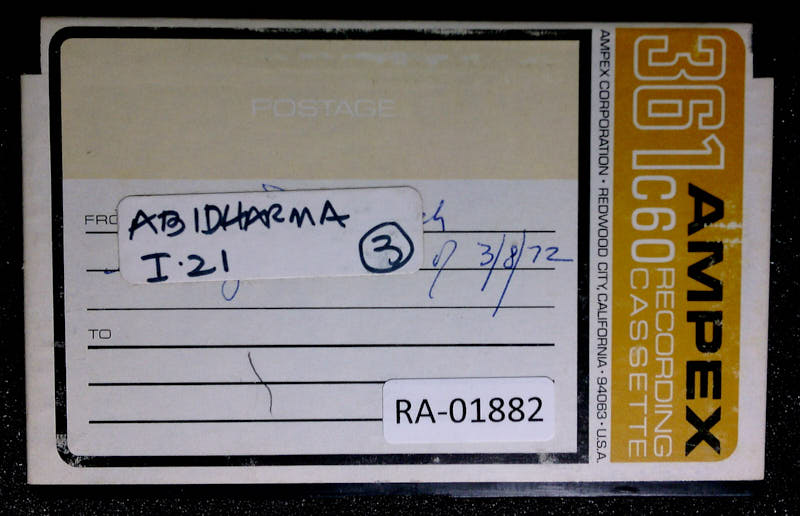 POSTAGE
FRO
ABIDHARMA
I·21
3
of 3/8/72
TO
RA-01882
AMPEX
361 C60 RECORDING CASSETTE
AMPEX CORPORATION · REDWOOD CITY, CALIFORNIA · 94063 · U.S.A.